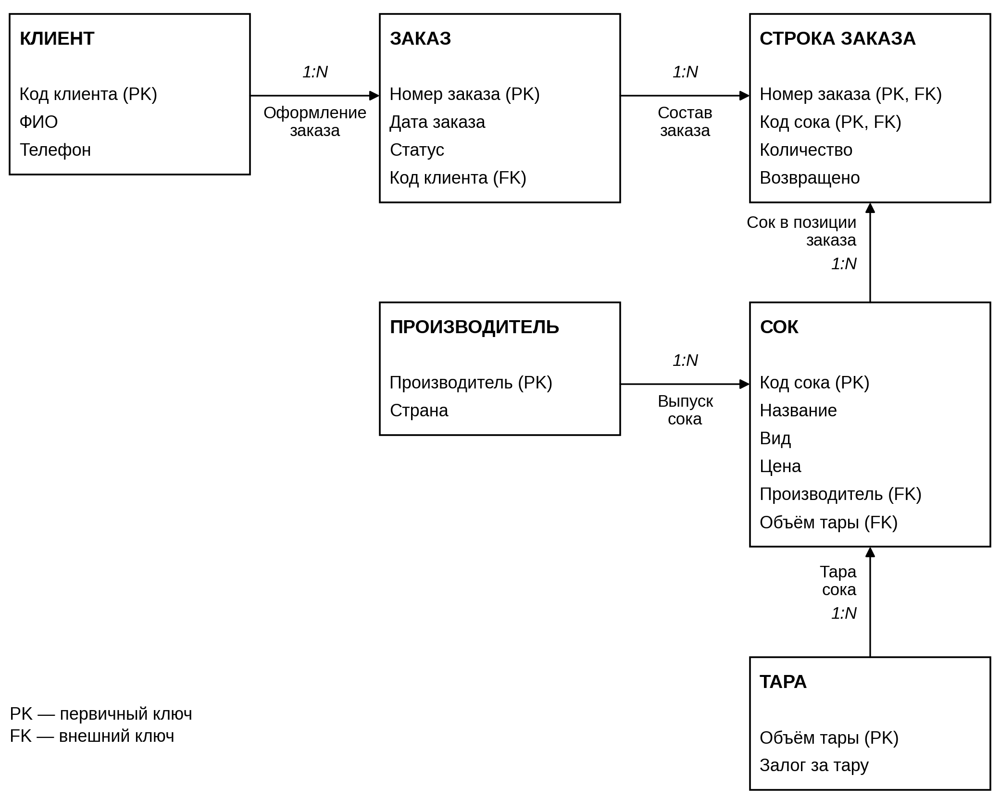 КЛИЕНТ
Код клиента (PK)
ФИО
Телефон
1:N
Оформление
заказа
ЗАКАЗ
Номер заказа (PK)
Дата заказа
Статус
Код клиента (FK)
1:N
Состав
заказа
СТРОКА ЗАКАЗА
Номер заказа (PK, FK)
Код сока (PK, FK)
Количество
Возвращено
Сок в позиции
заказа
1:N
ПРОИЗВОДИТЕЛЬ
Производитель (PK)
Страна
1:N
Выпуск
сока
СОК
Код сока (PK)
Название
Вид
Цена
Производитель (FK)
Объём тары (FK)
Тара
сока
1:N
ТАРА
Объём тары (PK)
Залог за тару
PK — первичный ключ
FK — внешний ключ